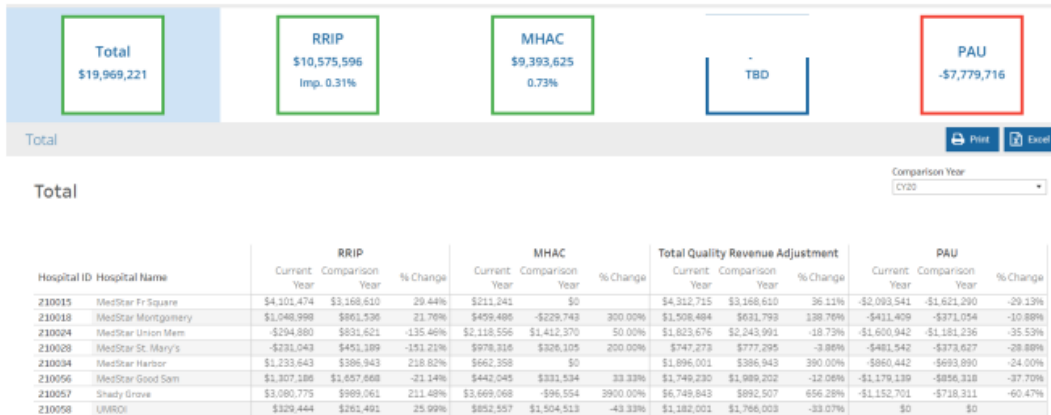 Total
$19,969,221
RRIP
$10,575,596
Imp. 0.31%
MHAC
$9,393,625
0.73%
TBD
PAU
-$7,779,716
Total
Print
Excel
Total
Comparison Year
CY20
RRIP MHAC Total Quality Revenue Adjustment PAU
Hospital ID Hospital Name Current Year Comparison Year % Change Current Year Comparison Year % Change Current Year Comparison Year % Change Current Year Comparison Year % Change
210015 MedStar Fr Square $4,101,474 $3,168,610 29.44% $211,241 $0 $4,312,715 $3,168,610 36.11% -$2,093,541 -$1,621,290 -29.13%
210018 MedStar Montgomery $1,048,998 $861,536 21.76% $459,486 -$229,743 300.00% $1,508,484 $631,793 138.76% -$411,409 -$371,054 -10.88%
210024 MedStar Union Mem -$294,880 $831,621 -135.46% $2,118,556 $1,412,370 50.00% $1,823,676 $2,243,991 -18.73% -$1,600,942 -$1,181,236 -35.53%
210028 MedStar St. Mary's -$231,043 $451,189 -151.21% $978,316 $326,105 200.00% $747,273 $777,295 -3.86% -$481,542 -$373,627 -28.88%
210034 MedStar Harbor $1,233,643 $386,943 218.82% $662,358 $0 $1,896,001 $386,943 390.00% -$860,442 -$693,890 -24.00%
210056 MedStar Good Sam $1,307,186 $1,657,668 -21.14% $442,045 $331,534 33.33% $1,749,230 $1,989,202 -12.06% -$1,179,139 -$856,318 -37.70%
210057 Shady Grove $3,080,775 $989,061 211.48% $3,669,068 -$96,554 3900.00% $6,749,843 $892,507 656.28% -$1,152,701 -$718,311 -60.47%
210058 UMROI $329,444 $261,491 25.99% $852,557 $1,504,513 -43.33% $1,182,001 $1,766,003 -33.07% $0 $0